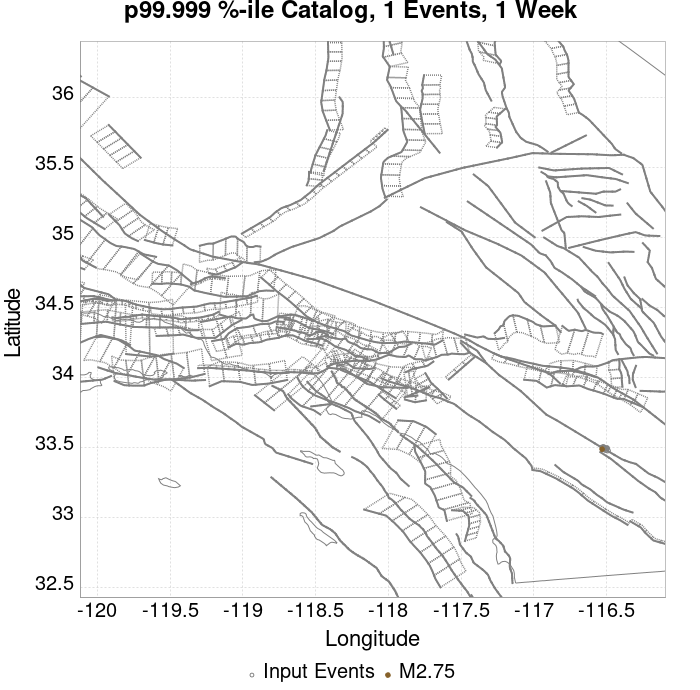 p99.999 %-ile Catalog, 1 Events, 1 Week
36
35.5
35
34.5
34
33.5
33
32.5
Latitude
-120 -119.5 -119 -118.5 -118 -117.5 -117 -116.5
Longitude
Input Events M2.75